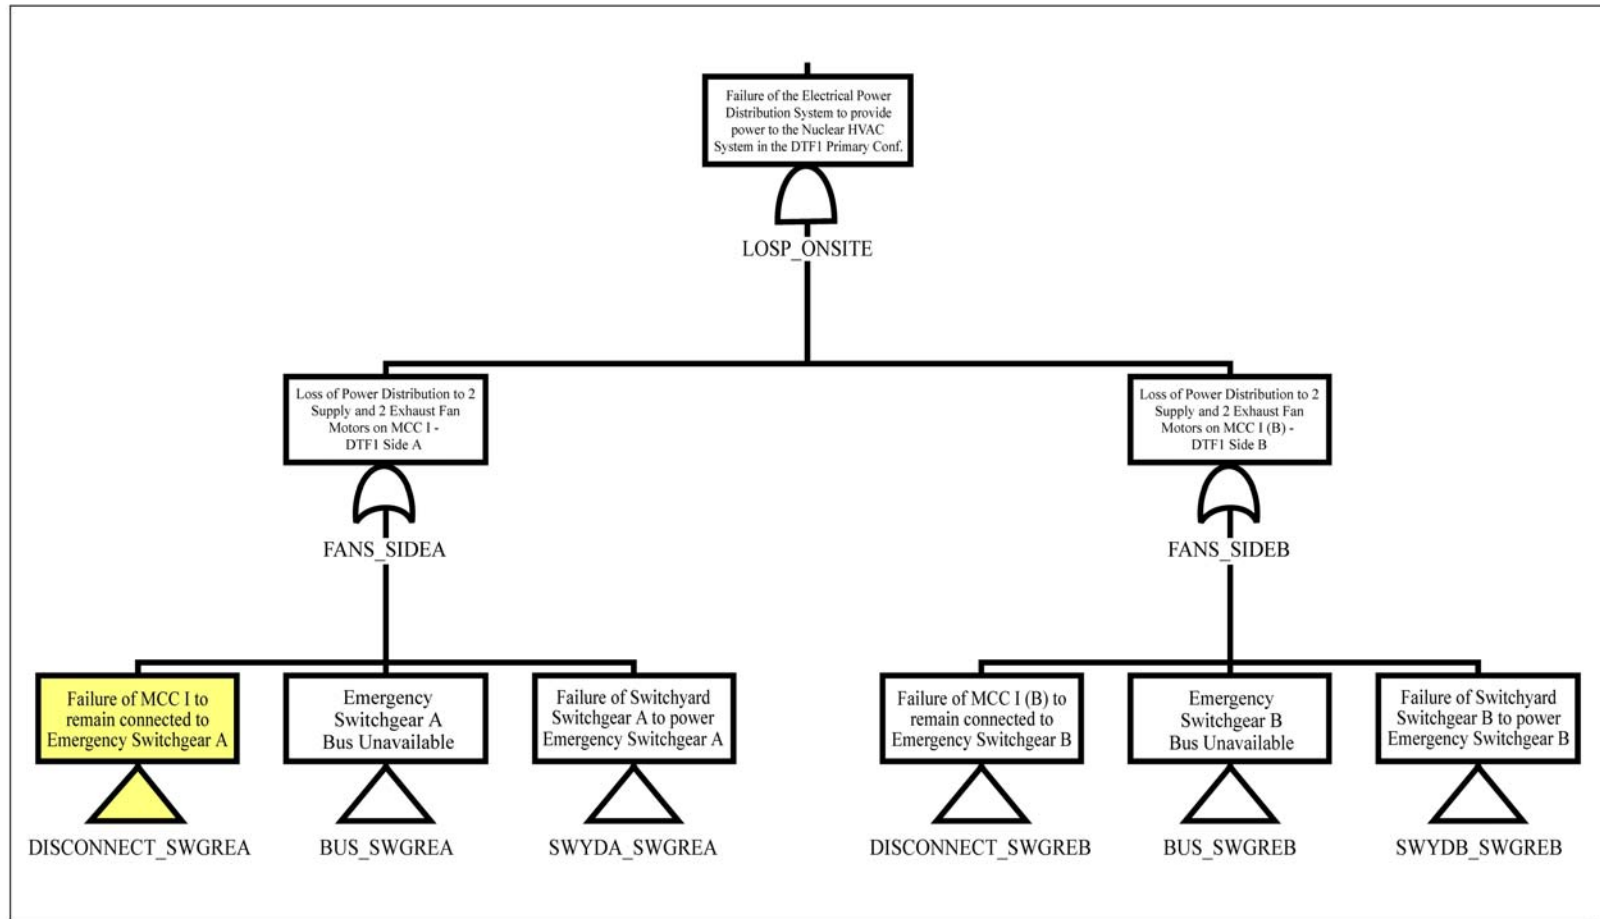 Failure of the Electrical Power
Distribution System to provide
power to the Nuclear HVAC
System in the DTF1 Primary Conf.
LOSP_ONSITE
Loss of Power Distribution to 2
Supply and 2 Exhaust Fan
Motors on MCC I -
DTF1 Side A
FANS_SIDEA
Loss of Power Distribution to 2
Supply and 2 Exhaust Fan
Motors on MCC I (B) -
DTF1 Side B
FANS_SIDEB
Failure of MCC I to
remain connected to
Emergency Switchgear A
DISCONNECT_SWGREA
Emergency
Switchgear A
Bus Unavailable
BUS_SWGREA
Failure of Switchyard
Switchgear A to power
Emergency Switchgear A
SWYDA_SWGREA
Failure of MCC I (B) to
remain connected to
Emergency Switchgear B
DISCONNECT_SWGREB
Emergency
Switchgear B
Bus Unavailable
BUS_SWGREB
Failure of Switchyard
Switchgear B to power
Emergency Switchgear B
SWYDB_SWGREB